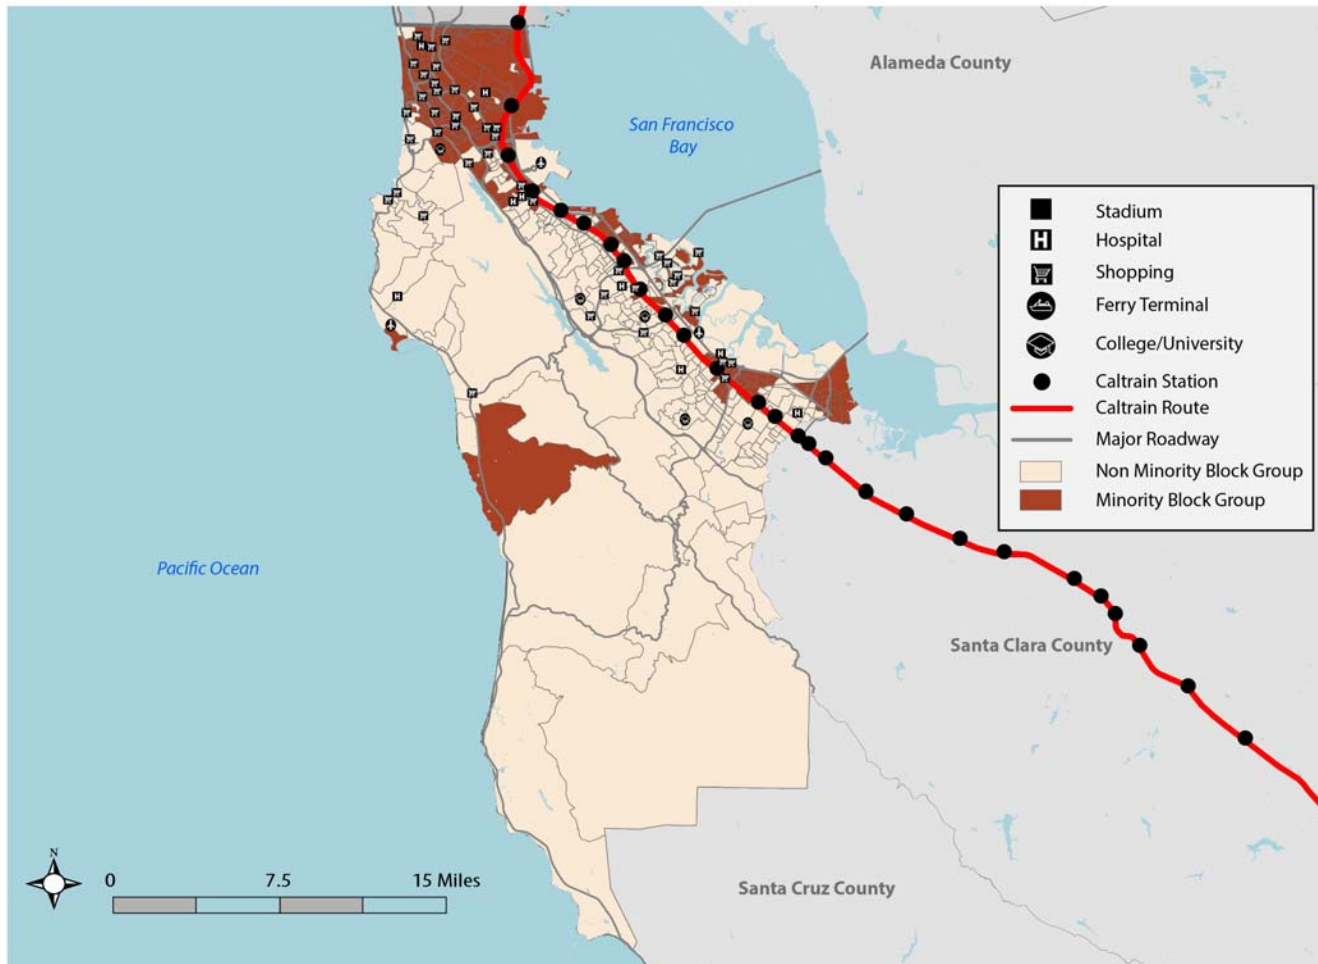 Alameda County
San Francisco
Bay
Stadium
H Hospital
Shopping
Ferry Terminal
College/University
Caltrain Station
Caltrain Route
Major Roadway
Non Minority Block Group
Minority Block Group
Pacific Ocean
Santa Clara County
Santa Cruz County
N
0 7.5 15 Miles